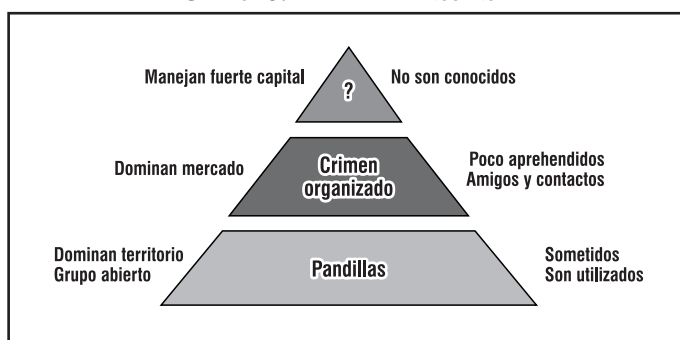 Manejan fuerte capital
?
No son conocidos
Dominan mercado
Crimen
organizado
Poco aprehendidos
Amigos y contactos
Dominan territorio
Grupo abierto
Pandillas
Sometidos
Son utilizados